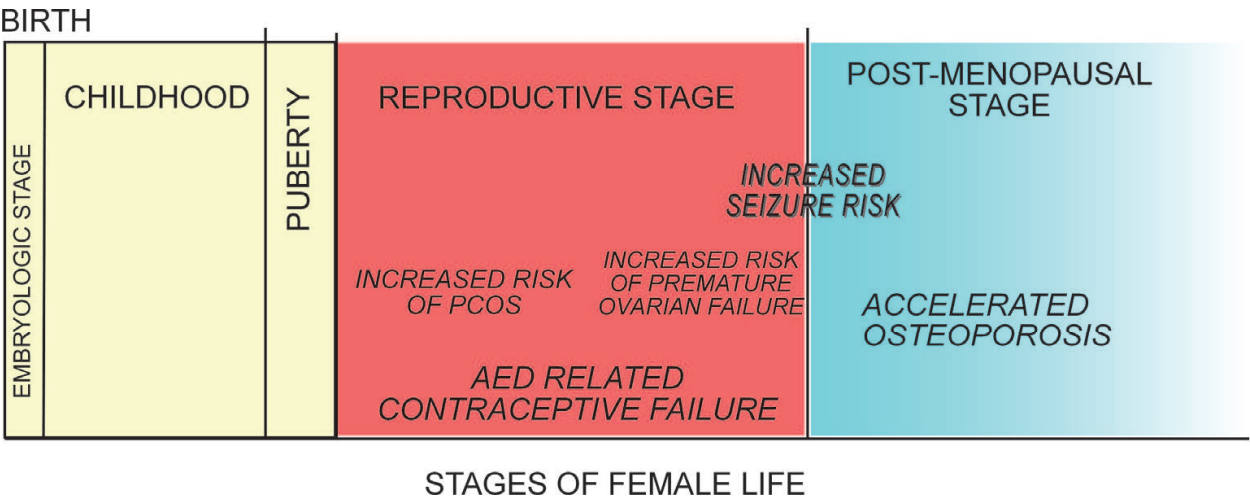 BIRTH
EMBRYOLOGIC STAGE
CHILDHOOD
PUBERTY
REPRODUCTIVE STAGE
POST-MENOPAUSAL
STAGE
INCREASED
SEIZURE RISK
INCREASED RISK
OF PCOS
INCREASED RISK
OF PREMATURE
OVARIAN FAILURE
ACCELERATED
OSTEOPOROSIS
AED RELATED
CONTRACEPTIVE FAILURE
STAGES OF FEMALE LIFE